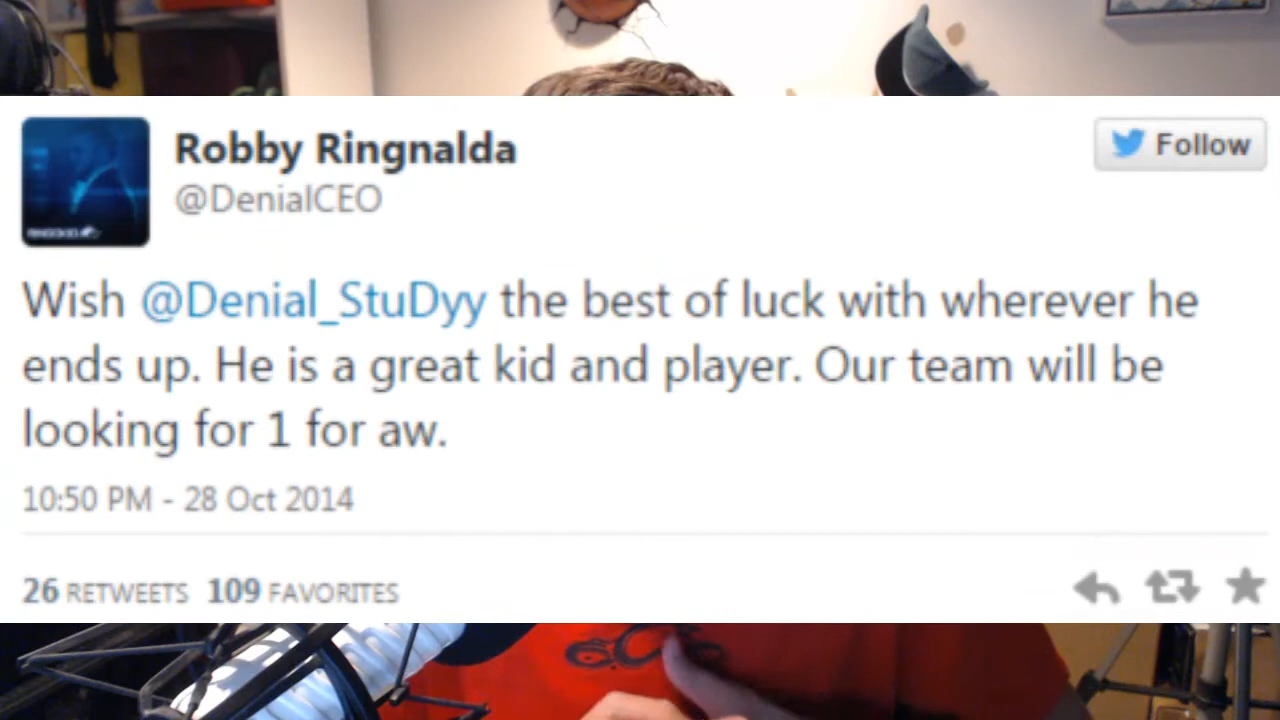 Robby Ringnalda
@DenialCEO
Follow
Wish @Denial_StuDyy the best of luck with wherever he
ends up. He is a great kid and player. Our team will be
looking for 1 for aw.
10:50 PM - 28 Oct 2014
26 RETWEETS 109 FAVORITES